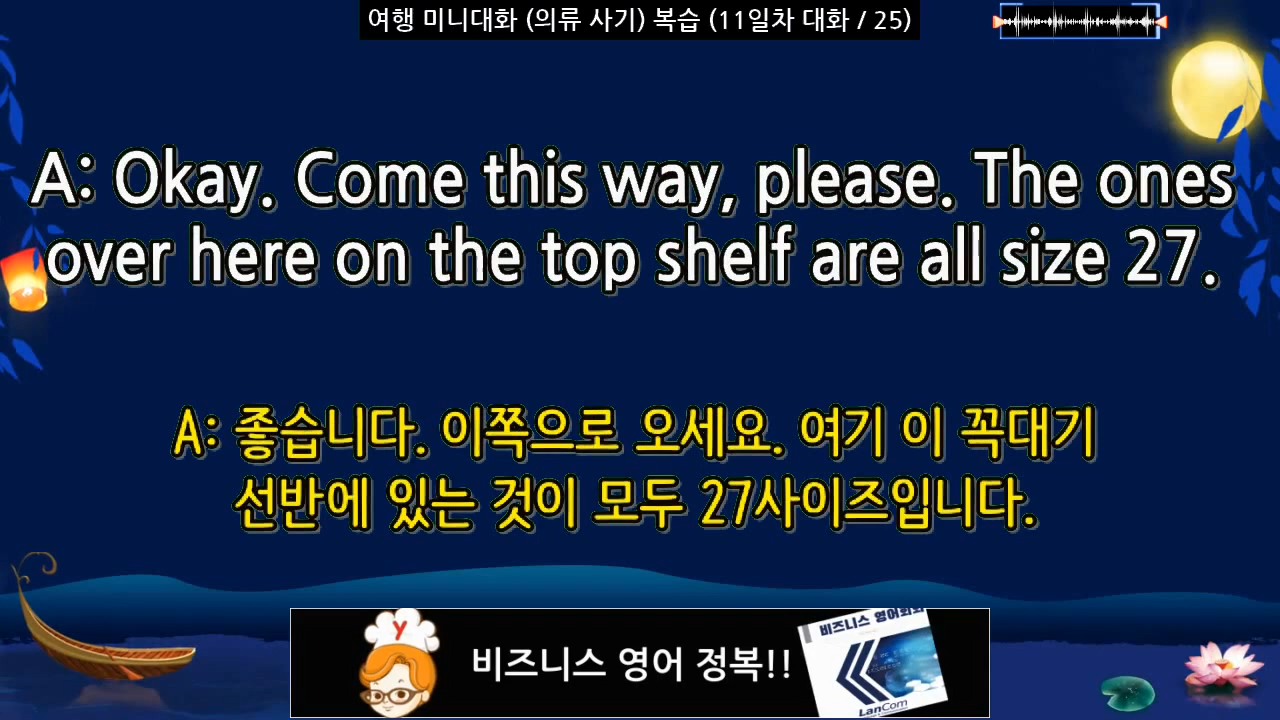 여행 미니대화 (의류 사기) 복습 (11일차 대화 / 25)
A: Okay. Come this way, please. The ones
over here on the top shelf are all size 27.
A: 좋습니다. 이쪽으로 오세요. 여기 이 꼭대기
선반에 있는 것이 모두 27사이즈입니다.
Y
비즈니스 영어 정복!!
비즈니스 영어회화
LanCom